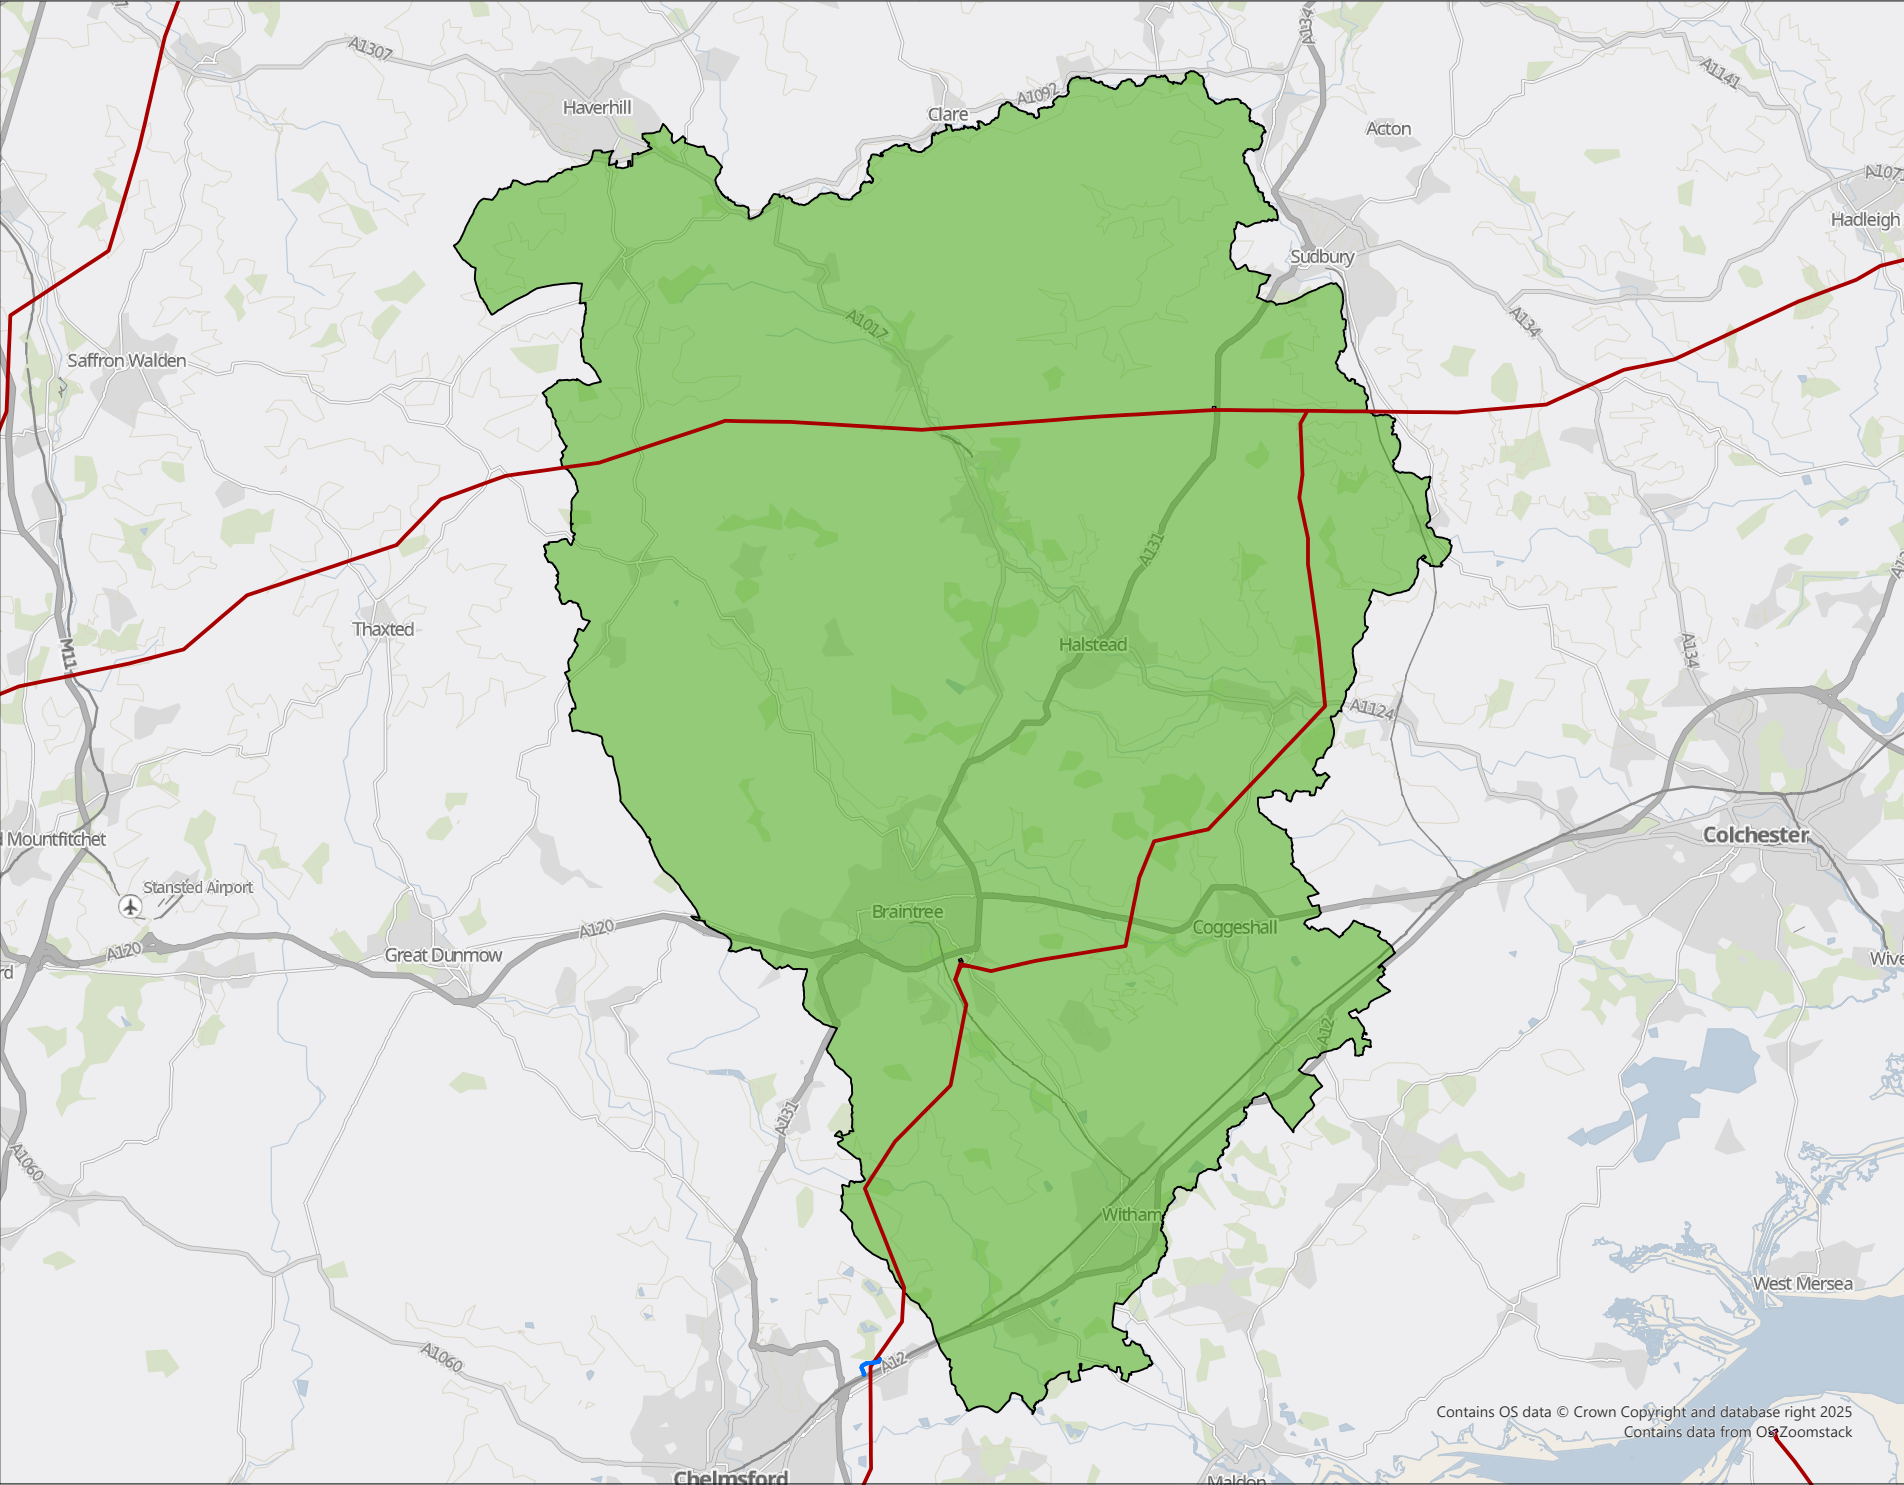 A134
A1307
A1141
Haverhill
A1092
Clare
Acton
A1071
Hadleigh
Sudbury
A1017
A134
Saffron Walden
A131
Thaxted
Halstead
M11
A134
A1124
Mountfitchet
Colchester
Stansted Airport
Braintree
Coggeshall
A120
A120
Great Dunmow
A12
A131
A1060
Witham
West Mersea
A1060
A12
Contains OS data © Crown Copyright and database right 2025
Contains data from OS Zoomstack
Chelmsford
Maldon